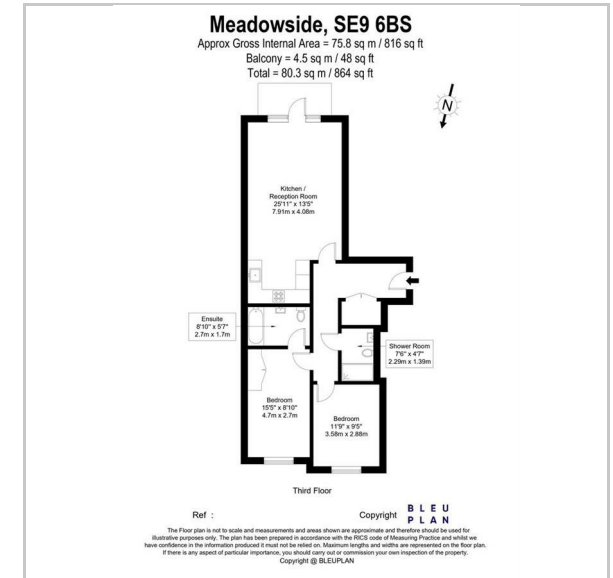 Meadowside, SE9 6BS
Approx Gross Internal Area = 75.8 sq m / 816 sq ft
Balcony = 4.5 sq m / 48 sq ft
Total = 80.3 sq m / 864 sq ft
N
Kitchen /
Reception Room
25'11" x 13'5"
7.91m x 4.08m
Ensuite
8'10" x 5'7"
2.7m x 1.7m
Shower Room
7'6" x 4'7"
2.29m x 1.39m
Bedroom
15'5" x 8'10"
4.7m x 2.7m
Bedroom
11'9" x 9'5"
3.58m x 2.88m
Third Floor
Ref :
Copyright
BLEU
PLAN
The Floor plan is not to scale and measurements and areas shown are approximate and therefore should be used for
illustrative purposes only. The plan has been prepared in accordance with the RICS code of Measuring Practice and whilst we
have confidence in the information produced it must not be relied on. Maximum lengths and widths are represented on the floor plan.
If there is any aspect of particular importance, you should carry out or commission your own inspection of the property.
Copyright @ BLEUPLAN